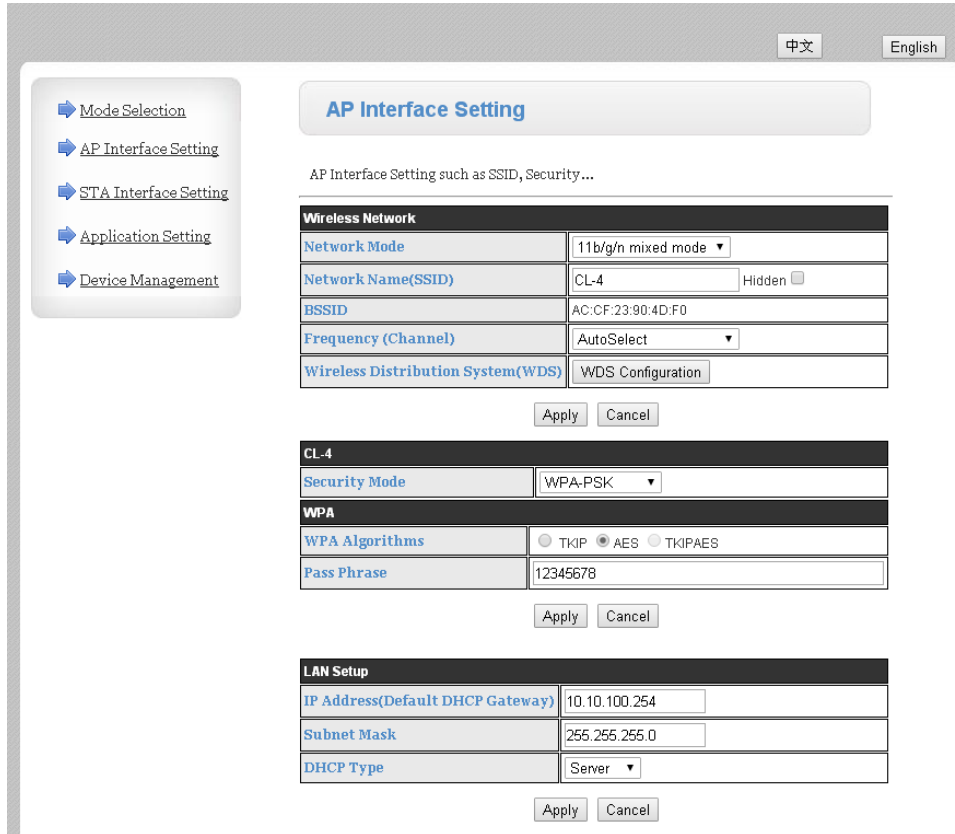 中文 English
Mode Selection
AP Interface Setting
STA Interface Setting
Application Setting
Device Management
AP Interface Setting
AP Interface Setting such as SSID, Security...
Wireless Network
Network Mode 11b/g/n mixed mode
Network Name(SSID) CL-4 Hidden
BSSID AC:CF:23:90:4D:F0
Frequency (Channel) AutoSelect
Wireless Distribution System(WDS) WDS Configuration
Apply Cancel
CL-4
Security Mode WPA-PSK
WPA
WPA Algorithms TKIP AES TKIPAES
Pass Phrase 12345678
Apply Cancel
LAN Setup
IP Address(Default DHCP Gateway) 10.10.100.254
Subnet Mask 255.255.255.0
DHCP Type Server
Apply Cancel